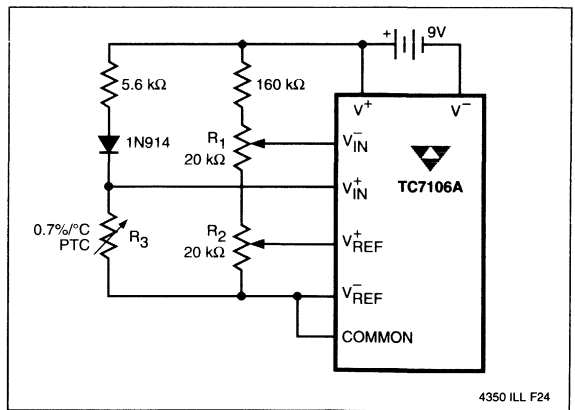 + 9V
5.6 kΩ
160 kΩ
V+
V−
1N914
R1
20 kΩ
V−IN
V+IN
TC7106A
0.7%/°C
PTC
R3
R2
20 kΩ
V+REF
V−REF
COMMON
4350 ILL F24